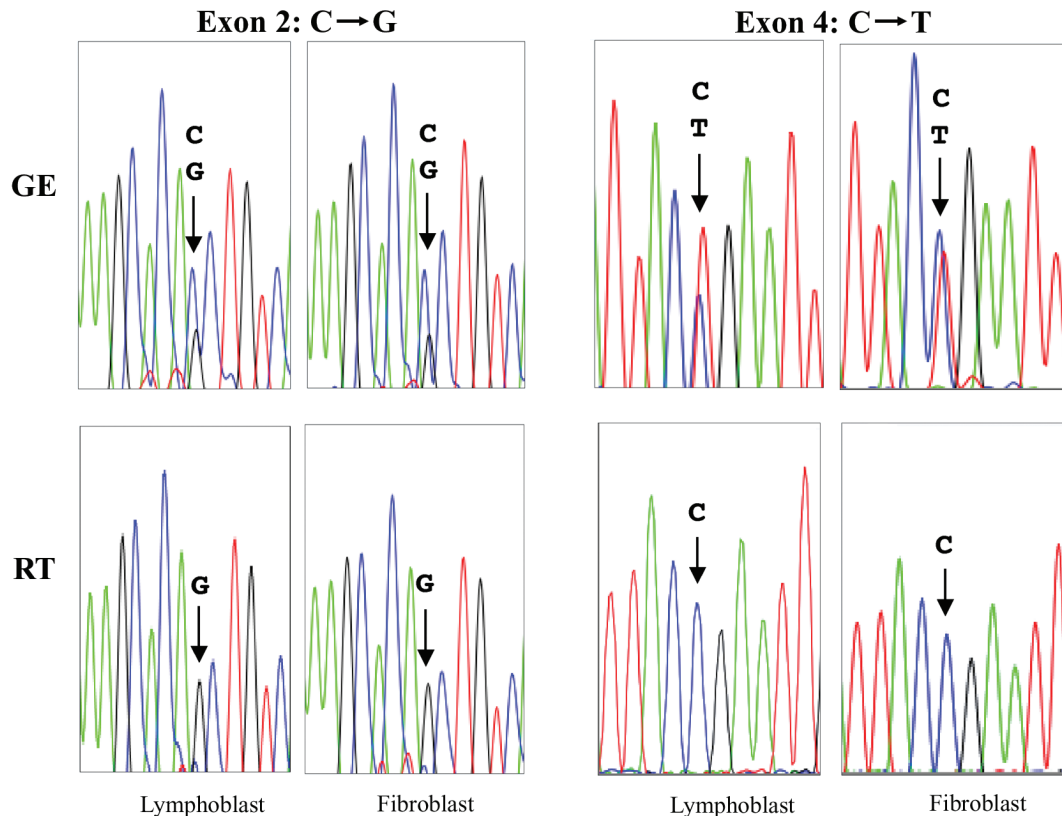 Exon 2: C→G
Exon 4: C→T
GE
C
G
C
G
C
T
C
T
RT
G
G
C
C
Lymphoblast
Fibroblast
Lymphoblast
Fibroblast